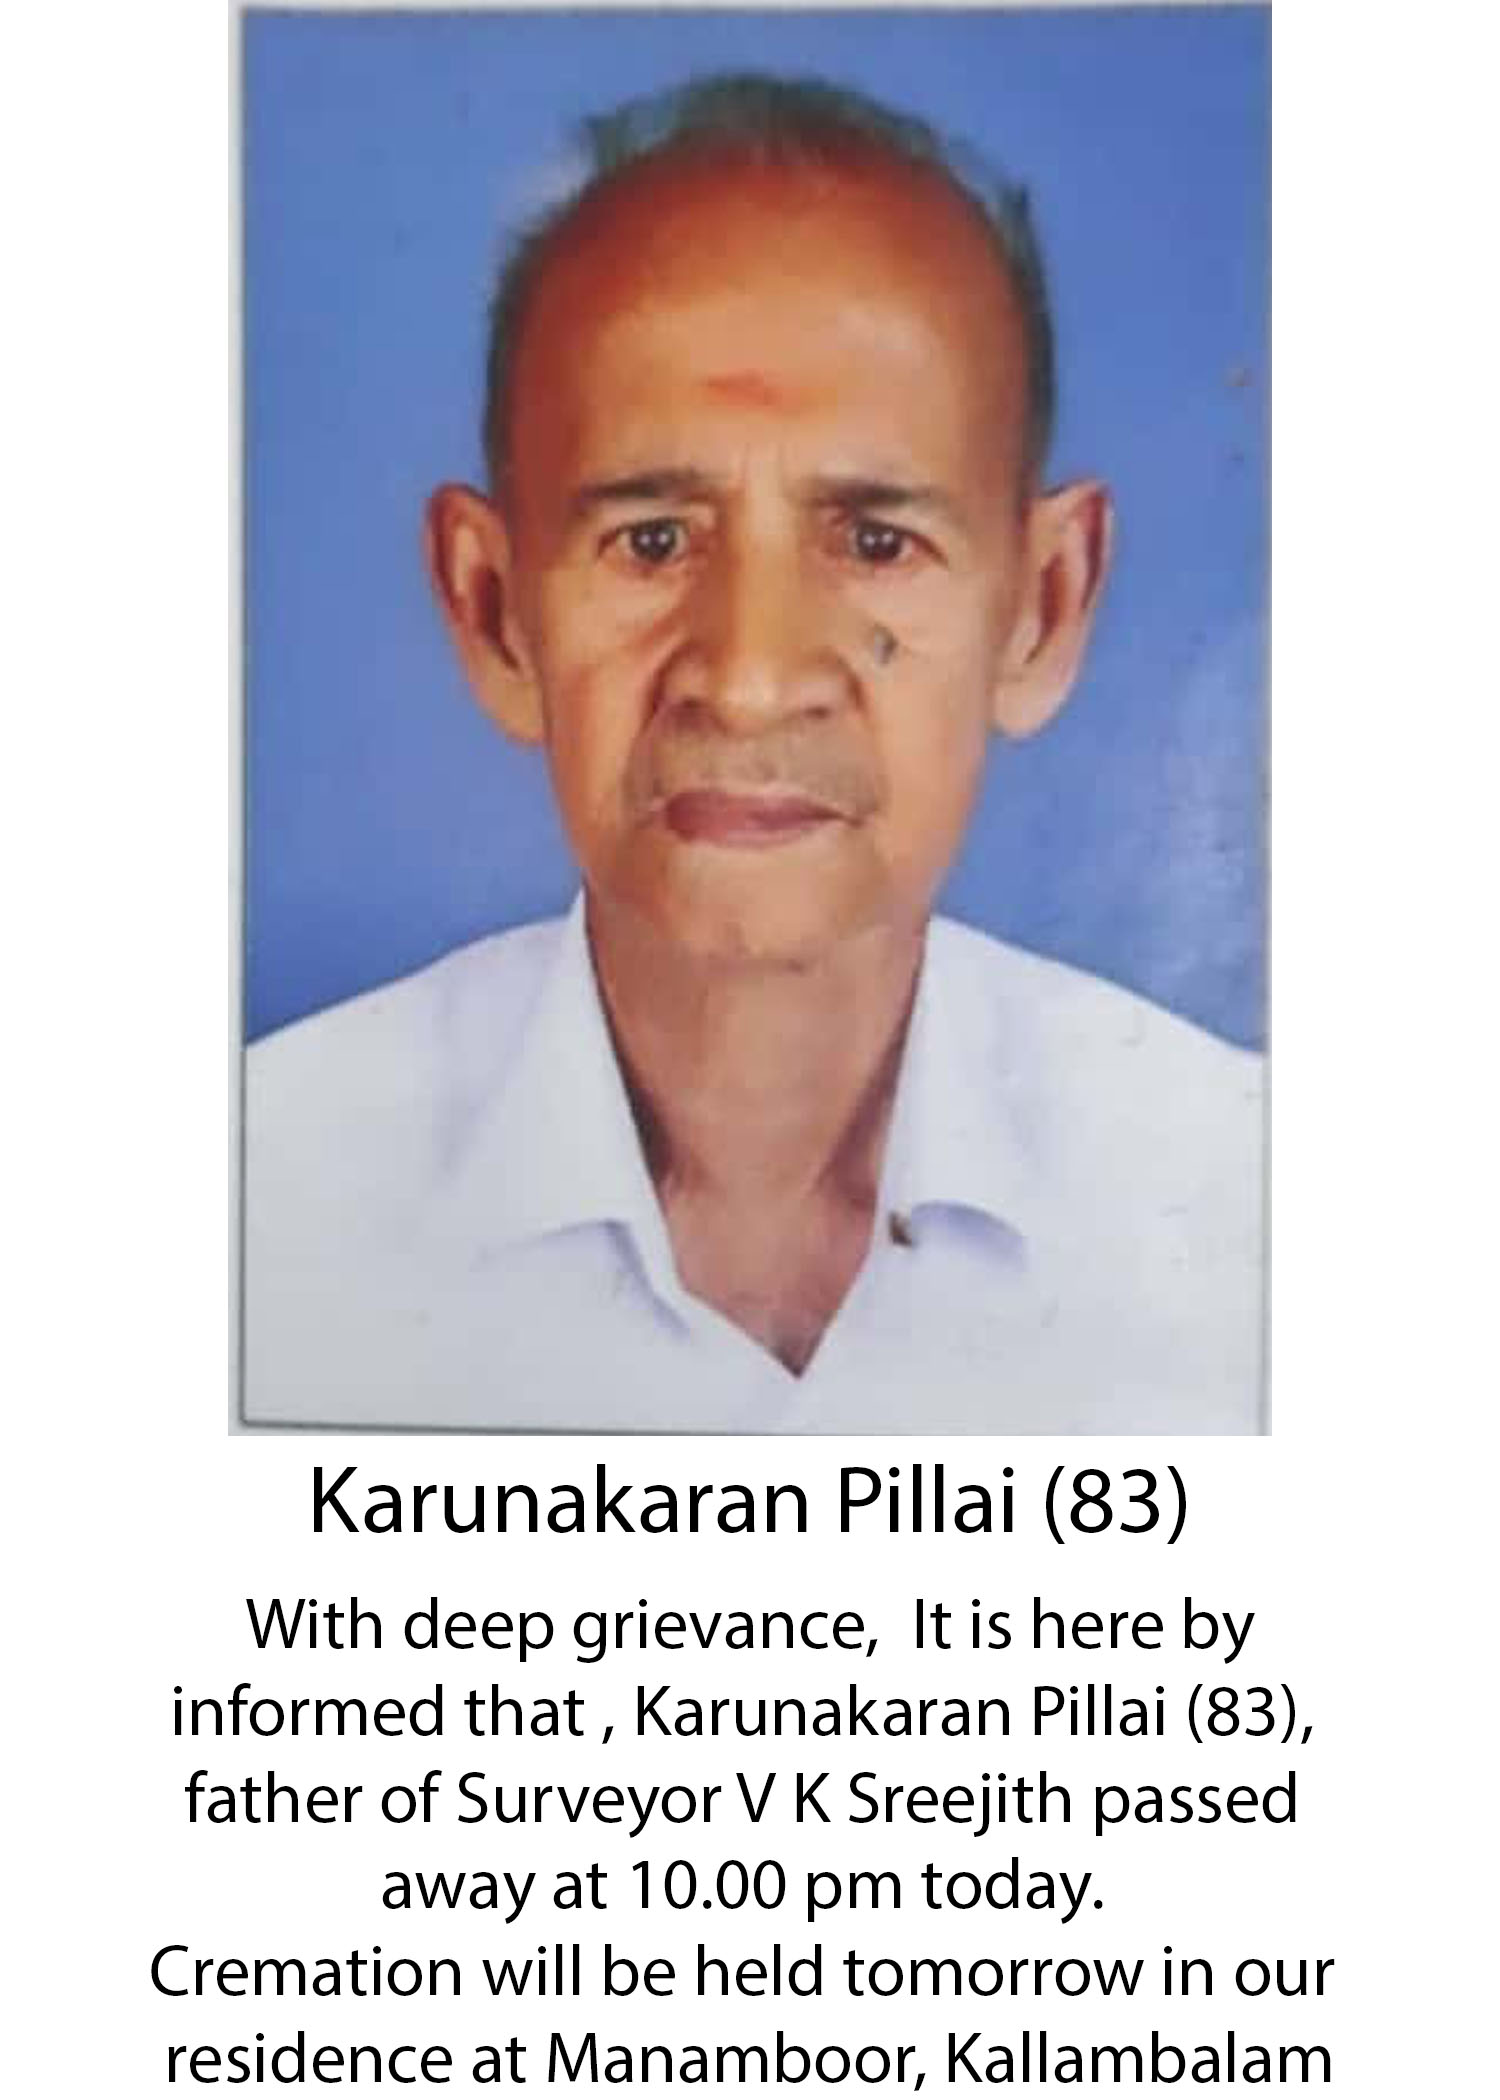 Karunakaran Pillai (83)
With deep grievance,  It is here by
informed that , Karunakaran Pillai (83),
father of Surveyor V K Sreejith passed
away at 10.00 pm today.
Cremation will be held tomorrow in our
residence at Manamboor, Kallambalam